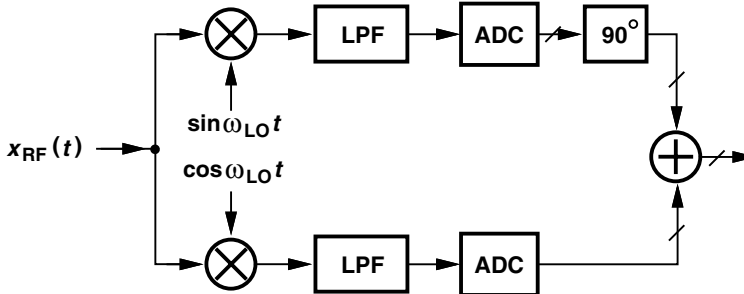 LPF
ADC
90°
sin ω_LO t
x_RF (t)
cos ω_LO t
LPF
ADC